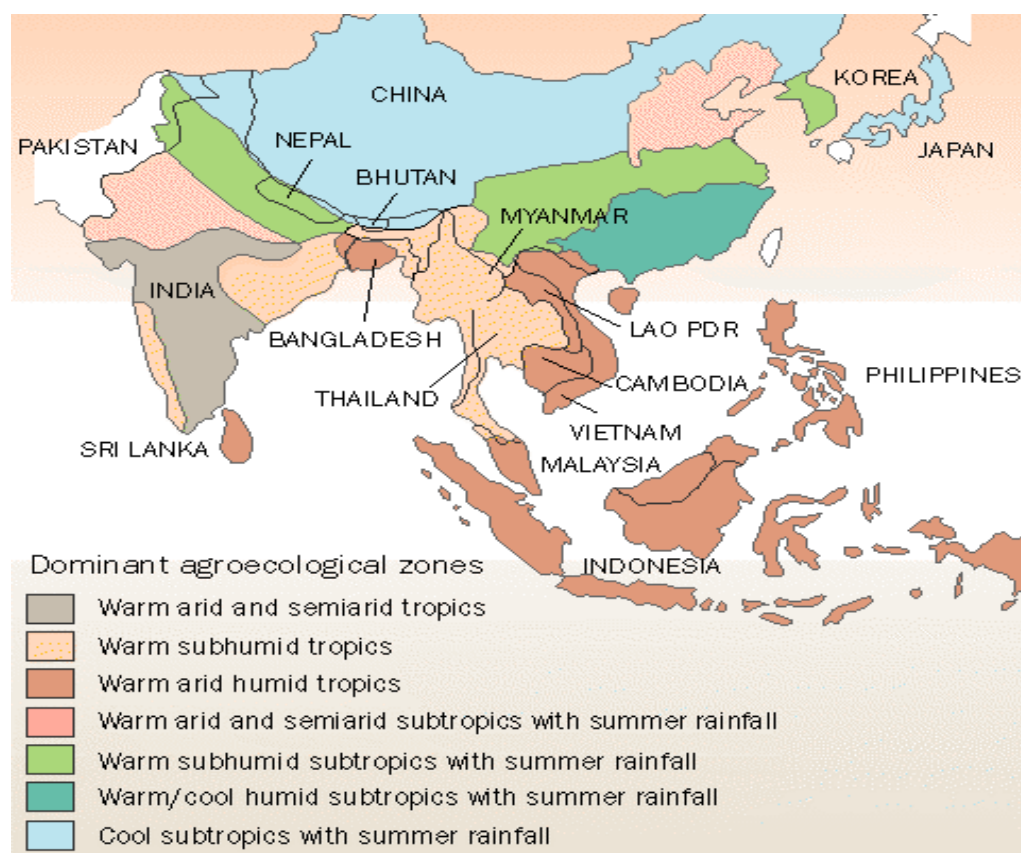 CHINA
KOREA
PAKISTAN
NEPAL
JAPAN
BHUTAN
MYANMAR
INDIA
BANGLADESH
LAO PDR
THAILAND
CAMBODIA
PHILIPPINES
VIETNAM
SRI LANKA
MALAYSIA
INDONESIA
Dominant agroecological zones
Warm arid and semiarid tropics
Warm subhumid tropics
Warm arid humid tropics
Warm arid and semiarid subtropics with summer rainfall
Warm subhumid subtropics with summer rainfall
Warm/cool humid subtropics with summer rainfall
Cool subtropics with summer rainfall